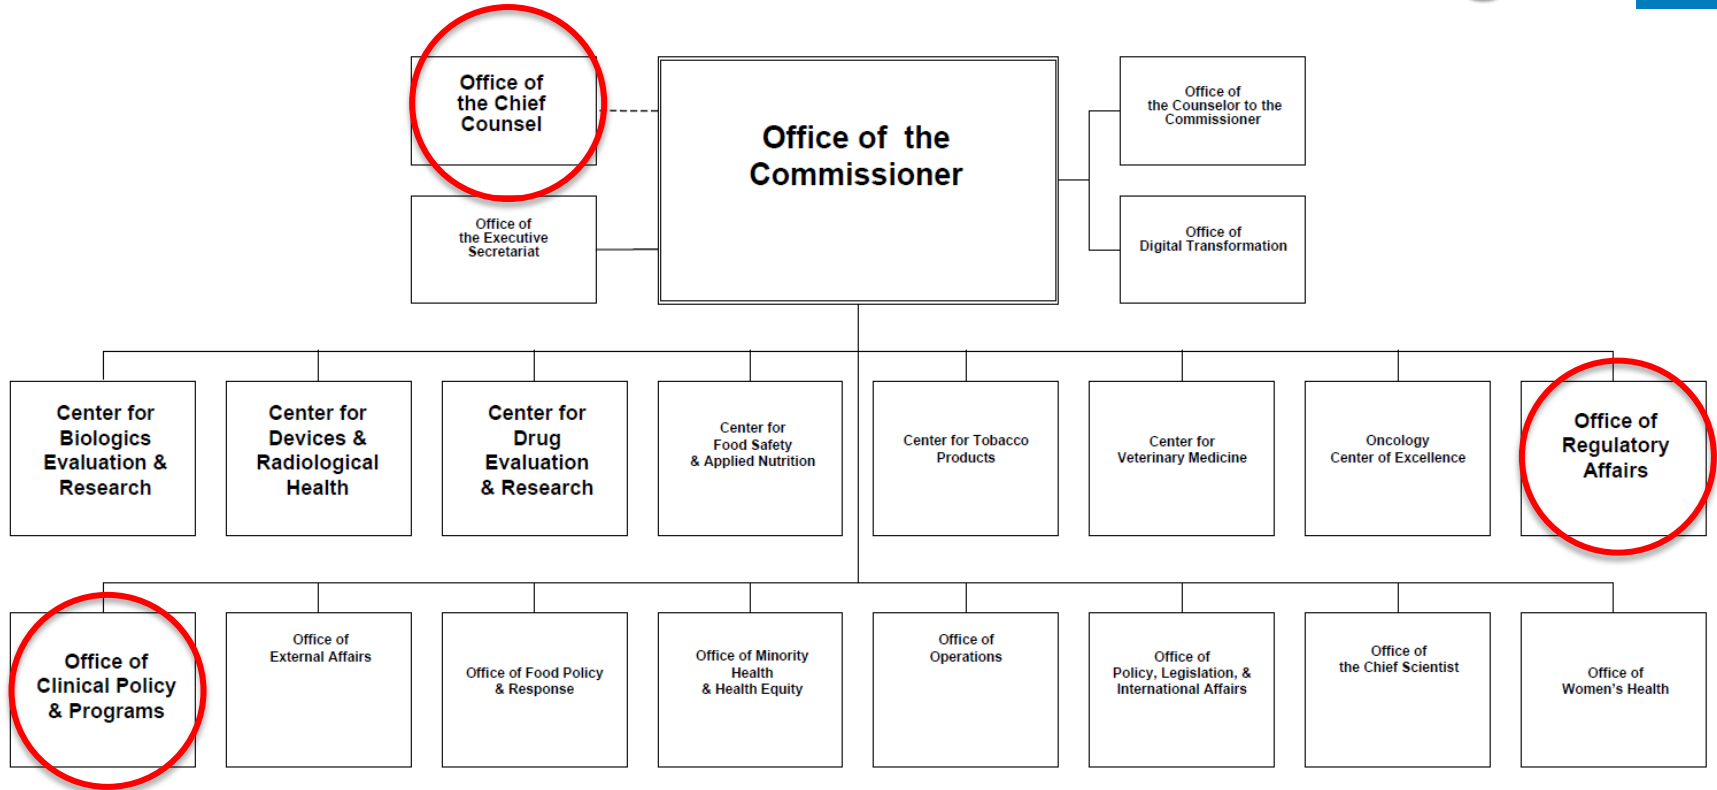 Office of
the Chief
Counsel
Office of the
Commissioner
Office of
the Counselor to the
Commissioner
Office of
the Executive
Secretariat
Office of
Digital Transformation
Center for
Biologics
Evaluation &
Research
Center for
Devices &
Radiological
Health
Center for
Drug
Evaluation
& Research
Center for
Food Safety
& Applied Nutrition
Center for Tobacco
Products
Center for
Veterinary Medicine
Oncology
Center of Excellence
Office of
Regulatory
Affairs
Office of
Clinical Policy
& Programs
Office of
External Affairs
Office of Food Policy
& Response
Office of Minority
Health
& Health Equity
Office of
Operations
Office of
Policy, Legislation, &
International Affairs
Office of
the Chief Scientist
Office of
Women's Health